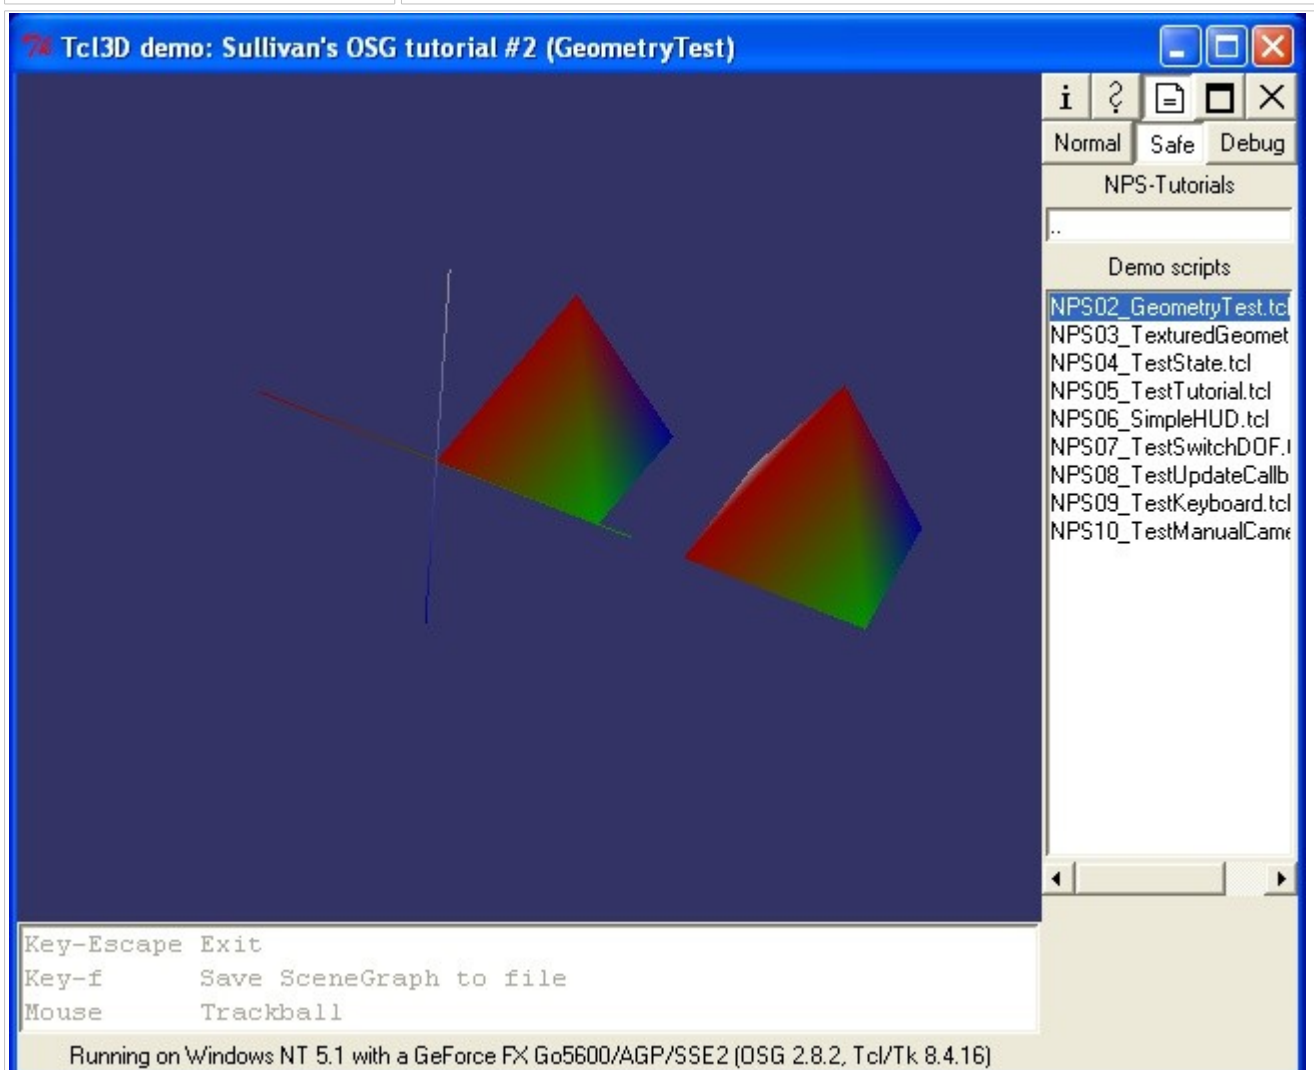 Tcl3D demo: Sullivan's OSG tutorial #2 (GeometryTest)
i ?
Normal Safe Debug
NPS-Tutorials
..
Demo scripts
NPS02_GeometryTest.tcl
NPS03_TexturedGeomet
NPS04_TestState.tcl
NPS05_TestTutorial.tcl
NPS06_SimpleHUD.tcl
NPS07_TestSwitchDOF.t
NPS08_TestUpdateCallb
NPS09_TestKeyboard.tcl
NPS10_TestManualCame
Key-Escape Exit
Key-f Save SceneGraph to file
Mouse Trackball
Running on Windows NT 5.1 with a GeForce FX Go5600/AGP/SSE2 (OSG 2.8.2, Tcl/Tk 8.4.16)